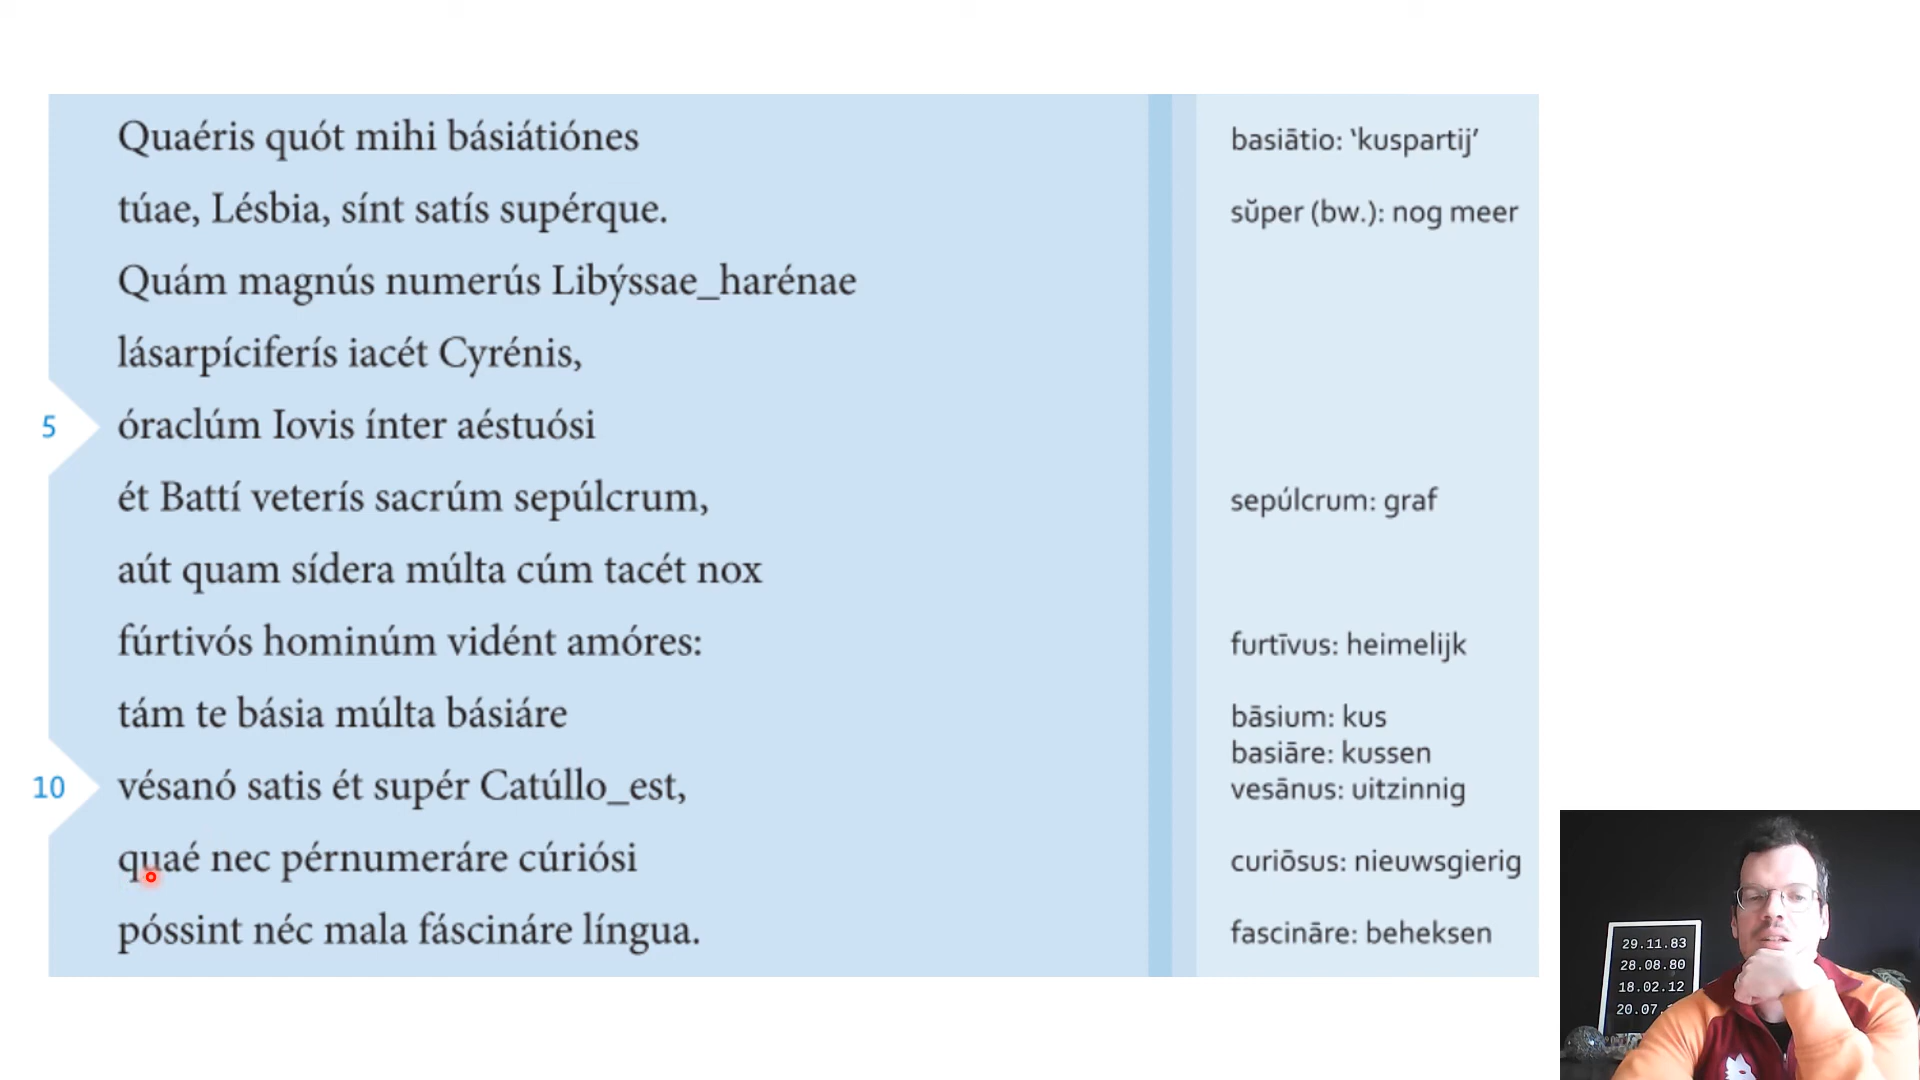 Quaéris quót mihi básiátiónes
túae, Lésbia, sínt satís supérque.
Quám magnús numerús Libýssae_harénae
lásarpíciferís iacét Cyrénis,
5 óraclúm Iovis ínter aéstuósi
ét Battí veterís sacrúm sepúlcrum,
aút quam sídera múlta cúm tacét nox
fúrtivós hominúm vidént amóres:
tám te básia múlta básiáre
10 vésanó satis ét supér Catúllo_est,
quaé nec pérnumeráre cúriósi
póssint néc mala fáscináre língua.
basiātio: ‘kuspartij’
sŭper (bw.): nog meer
sepúlcrum: graf
furtīvus: heimelijk
bāsium: kus
basiāre: kussen
vesānus: uitzinnig
curiōsus: nieuwsgierig
fascināre: beheksen
29.11.83
28.08.80
18.02.12
20.07.